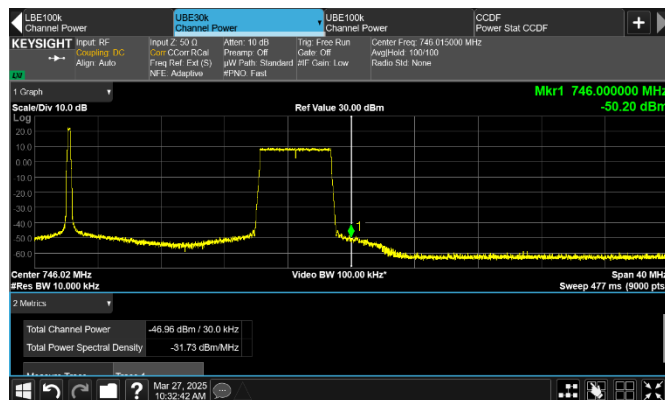 LBE100k
Channel Power
UBE30k
Channel Power
UBE100k
Channel Power
CCDF
Power Stat CCDF
KEYSIGHT
Input: RF
Coupling: DC
Align: Auto
Input Z: 50 Ω
Corr CCorr RCal
Freq Ref: Ext (S)
NFE: Adaptive
Atten: 10 dB
Preamp: Off
µW Path: Standard
#PNO: Fast
Trig: Free Run
Gate: Off
#IF Gain: Low
Center Freq: 746.015000 MHz
Avg|Hold: 100/100
Radio Std: None
1 Graph
Mkr1 746.000000 MHz
-50.20 dBm
Scale/Div 10.0 dB
Ref Value 30.00 dBm
Log
20.0
10.0
0.00
-10.0
-20.0
-30.0
-40.0
-50.0
-60.0
1
Center 746.02 MHz
Video BW 100.00 kHz*
Span 40 MHz
#Res BW 10.000 kHz
Sweep 477 ms (9000 pts)
2 Metrics
Total Channel Power
-46.96 dBm / 30.0 kHz
Total Power Spectral Density
-31.73 dBm/MHz
?
Mar 27, 2025
10:32:42 AM